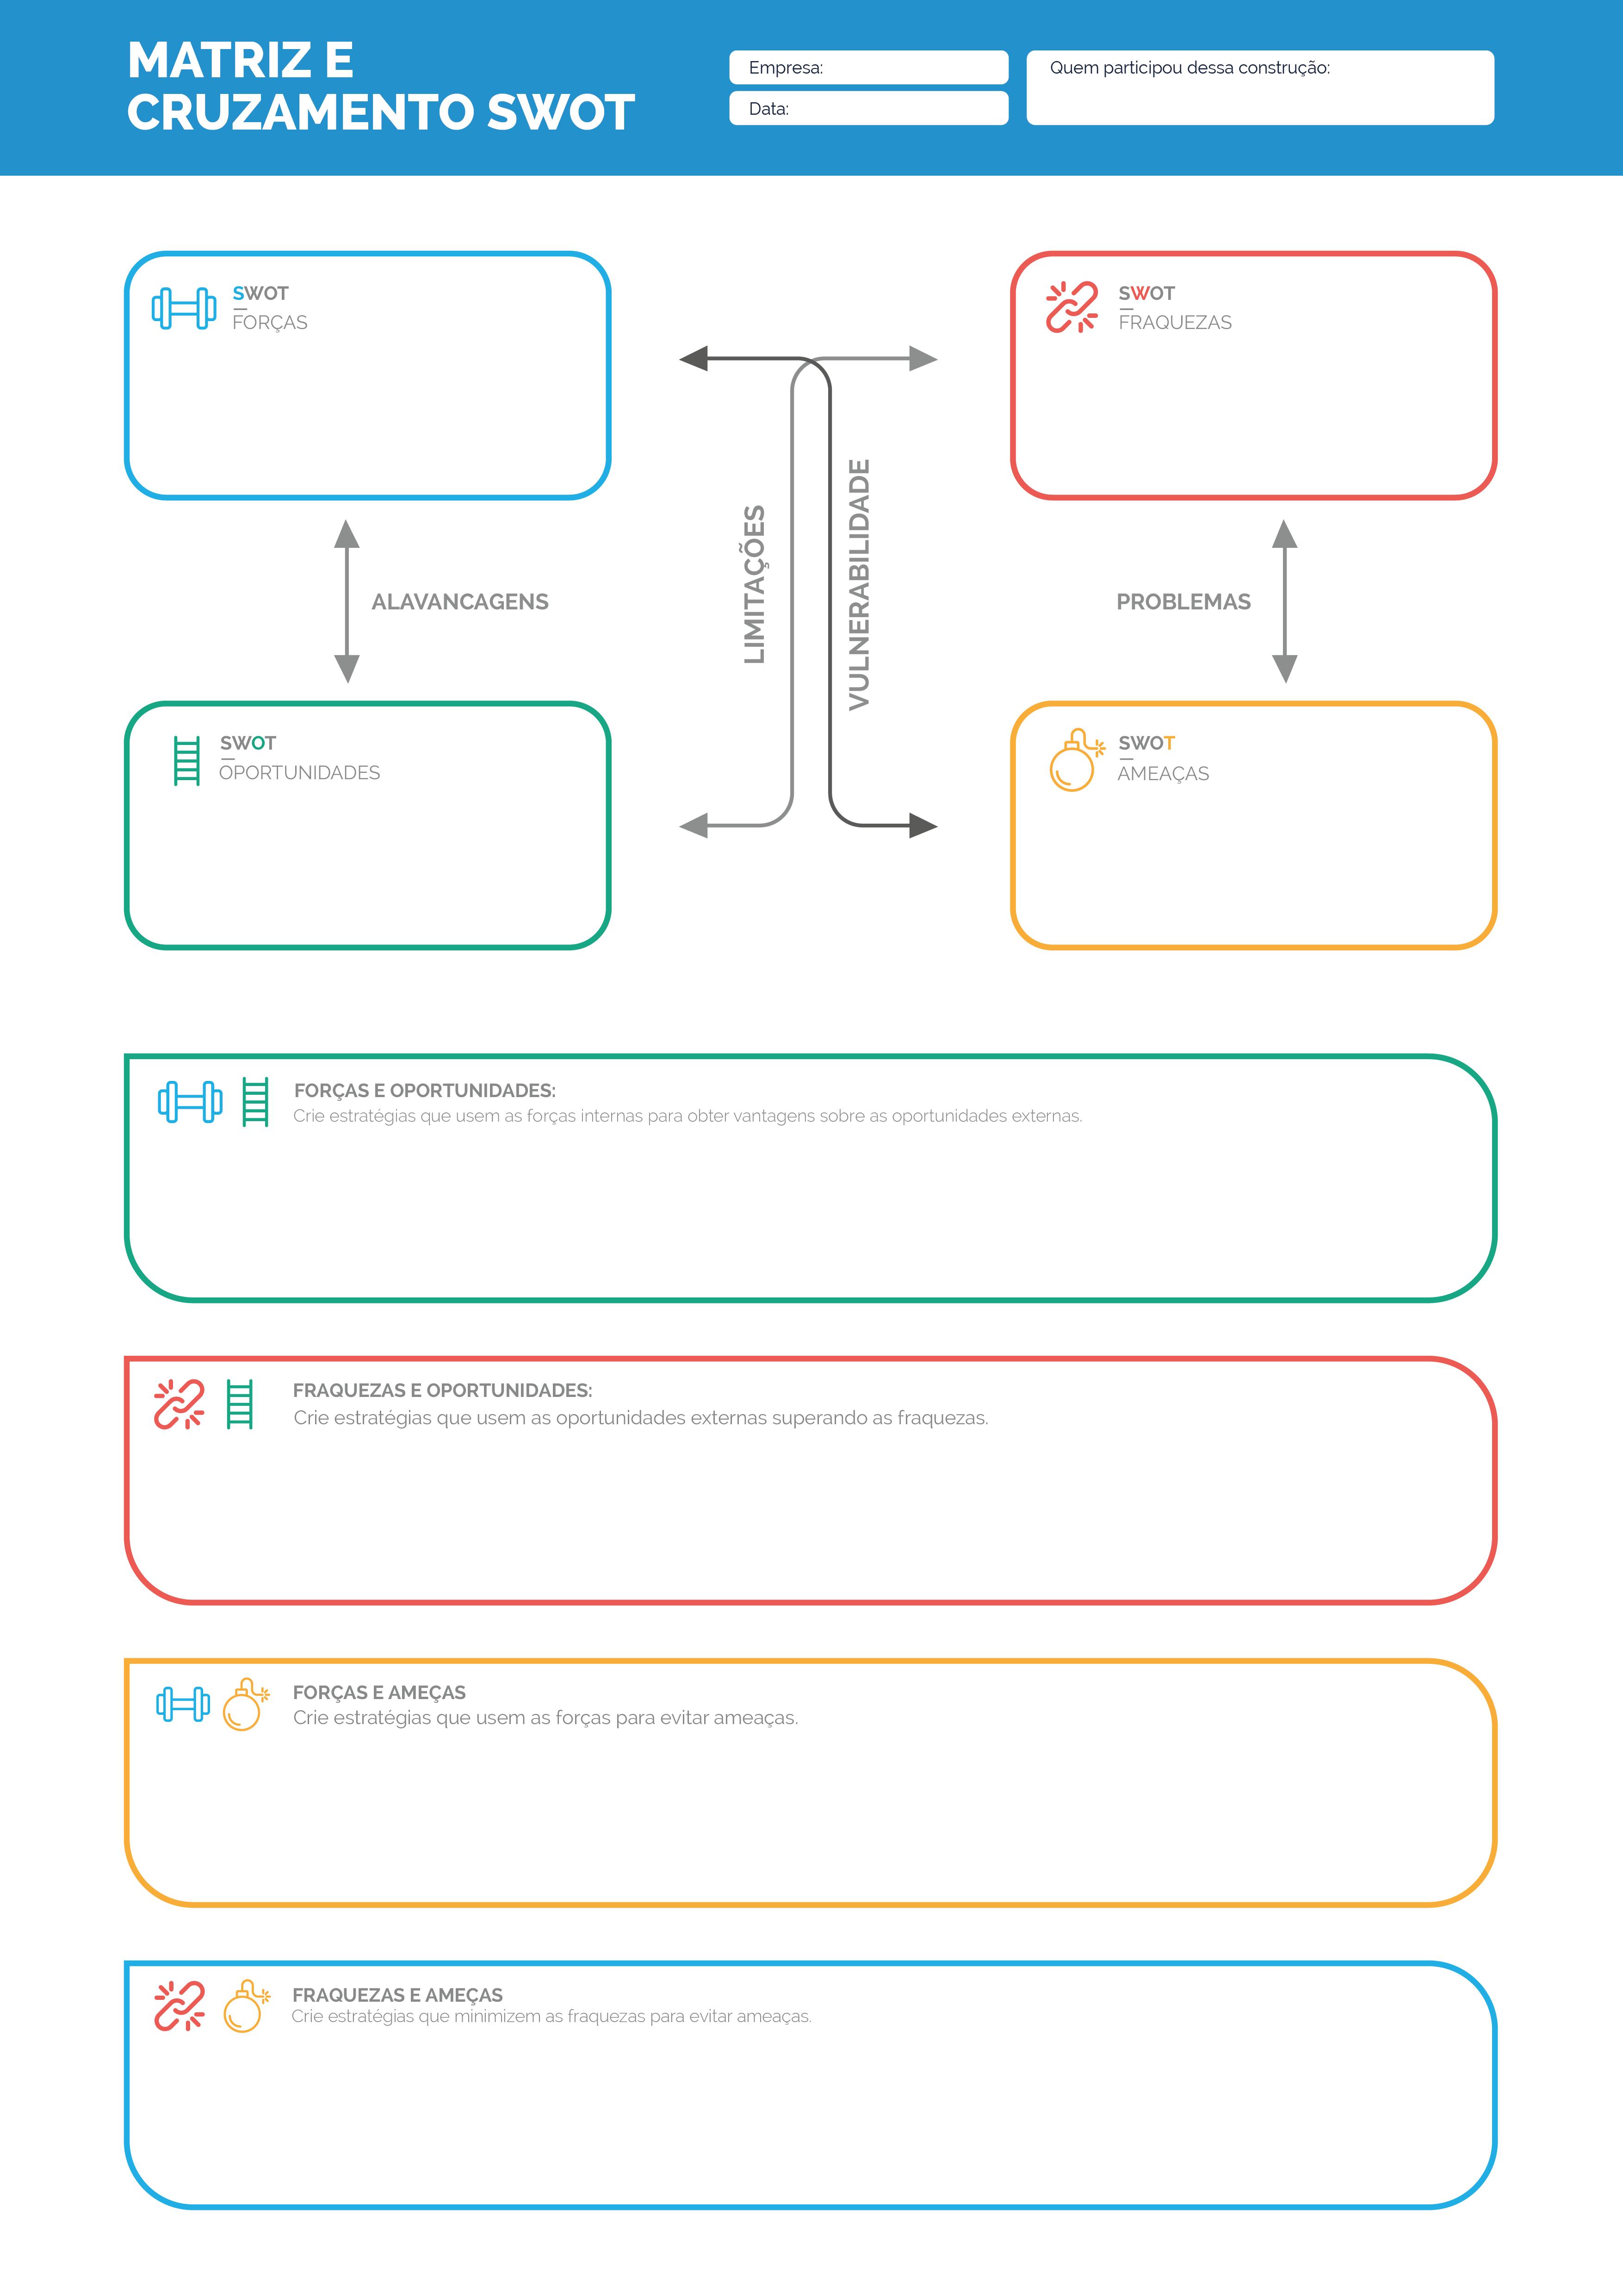 MATRIZ E
CRUZAMENTO SWOT
Empresa:
Data:
Quem participou dessa construção:
SWOT
FORÇAS
SWOT
FRAQUEZAS
LIMITAÇÕES
VULNERABILIDADE
ALAVANCAGENS
PROBLEMAS
SWOT
OPORTUNIDADES
SWOT
AMEAÇAS
FORÇAS E OPORTUNIDADES:
Crie estratégias que usem as forças internas para obter vantagens sobre as oportunidades externas.
FRAQUEZAS E OPORTUNIDADES:
Crie estratégias que usem as oportunidades externas superando as fraquezas.
FORÇAS E AMEÇAS
Crie estratégias que usem as forças para evitar ameaças.
FRAQUEZAS E AMEÇAS
Crie estratégias que minimizem as fraquezas para evitar ameaças.